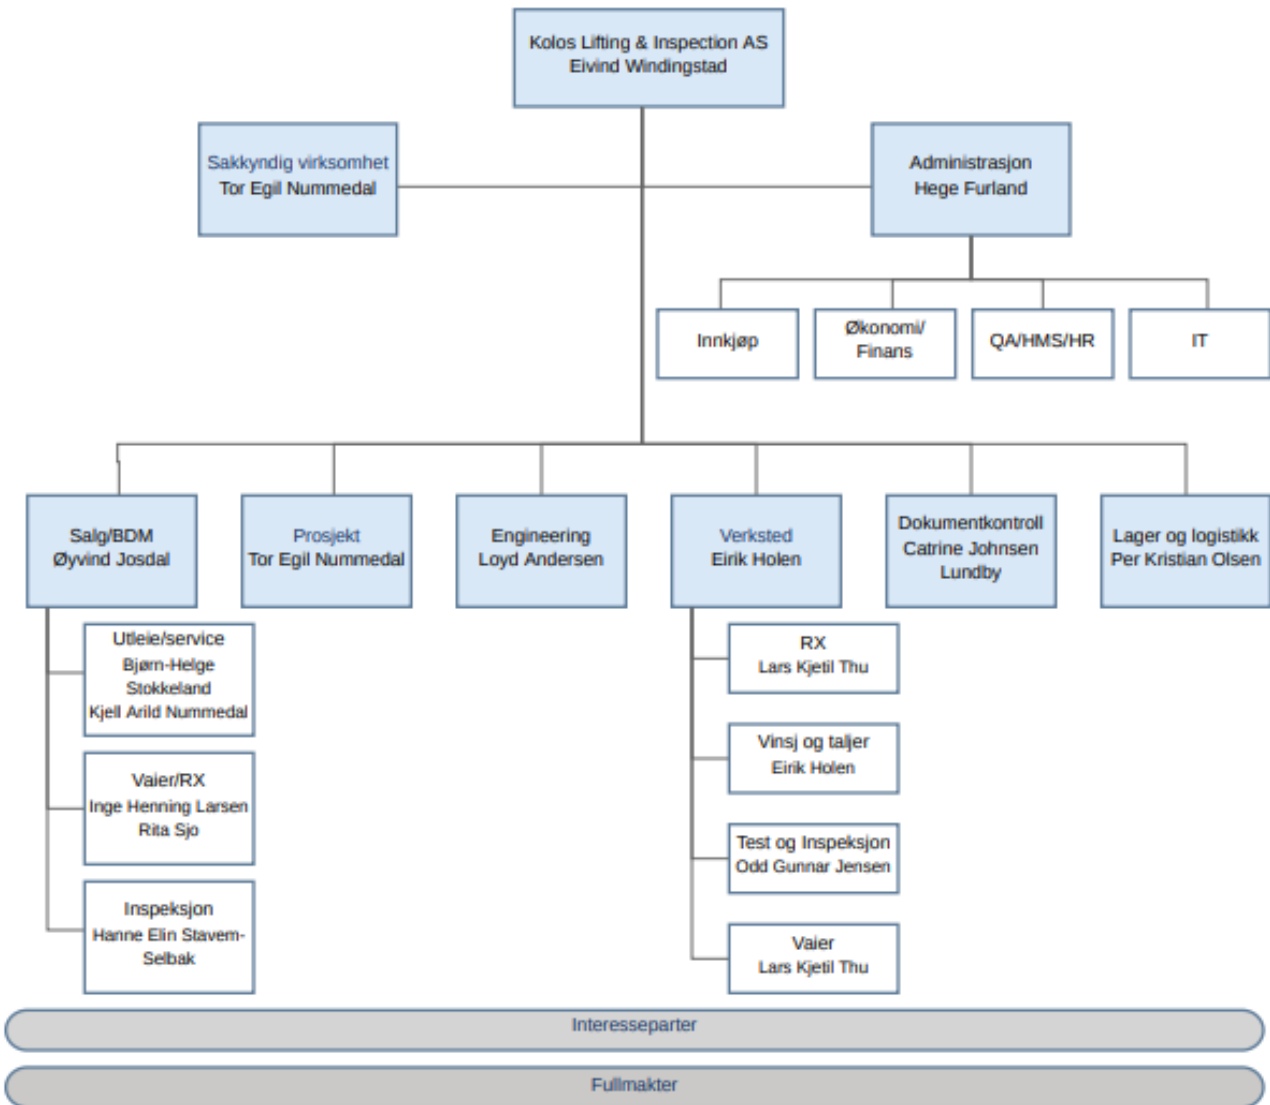 Kolos Lifting & Inspection AS
Eivind Windingstad
Sakkyndig virksomhet
Tor Egil Nummedal
Administrasjon
Hege Furland
Innkjøp
Økonomi/
Finans
QA/HMS/HR
IT
Salg/BDM
Øyvind Josdal
Prosjekt
Tor Egil Nummedal
Engineering
Loyd Andersen
Verksted
Eirik Holen
Dokumentkontroll
Catrine Johnsen
Lundby
Lager og logistikk
Per Kristian Olsen
Utleie/service
Bjørn-Helge
Stokkeland
Kjell Arild Nummedal
Vaier/RX
Inge Henning Larsen
Rita Sjo
Inspeksjon
Hanne Elin Stavem-
Selbak
RX
Lars Kjetil Thu
Vinsj og taljer
Eirik Holen
Test og Inspeksjon
Odd Gunnar Jensen
Vaier
Lars Kjetil Thu
Interesseparter
Fullmakter